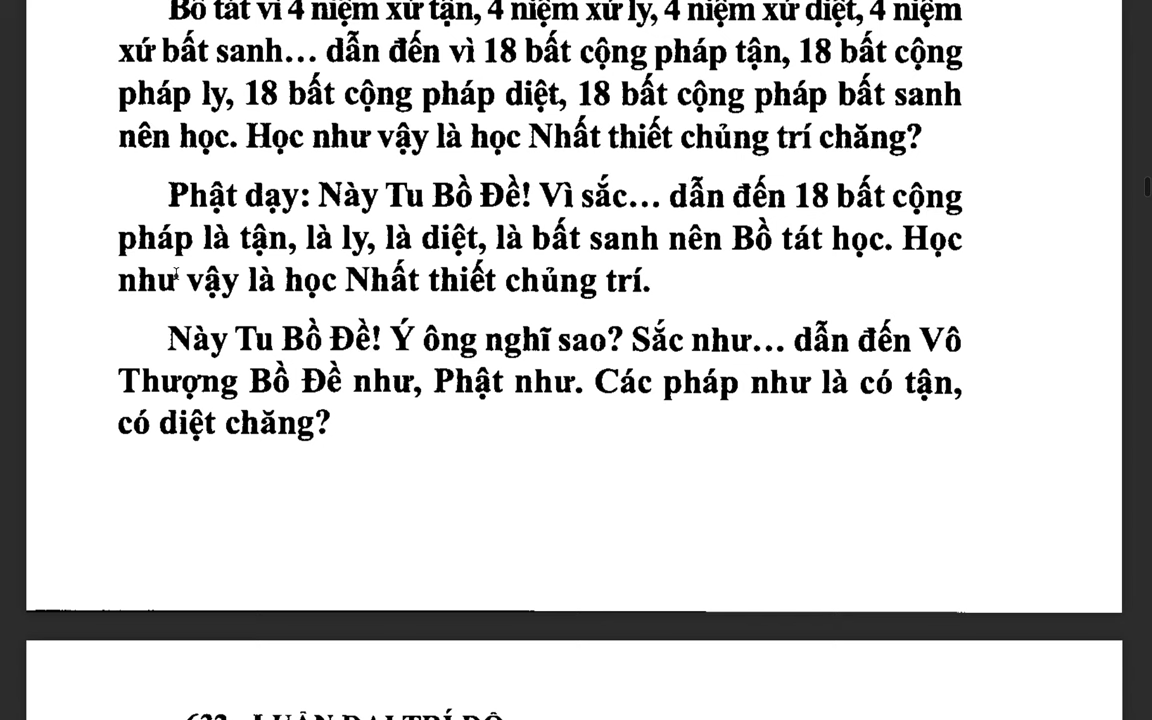 Bồ tát vì 4 niệm xứ tận, 4 niệm xứ ly, 4 niệm xứ diệt, 4 niệm
xứ bất sanh... dẫn đến vì 18 bất cộng pháp tận, 18 bất cộng
pháp ly, 18 bất cộng pháp diệt, 18 bất cộng pháp bất sanh
nên học. Học như vậy là học Nhất thiết chủng trí chăng?
Phật dạy: Này Tu Bồ Đề! Vì sắc... dẫn đến 18 bất cộng
pháp là tận, là ly, là diệt, là bất sanh nên Bồ tát học. Học
như vậy là học Nhất thiết chủng trí.
Này Tu Bồ Đề! Ý ông nghĩ sao? Sắc như... dẫn đến Vô
Thượng Bồ Đề như, Phật như. Các pháp như là có tận,
có diệt chăng?
LUẬN ĐẠI TRÍ ĐỘ